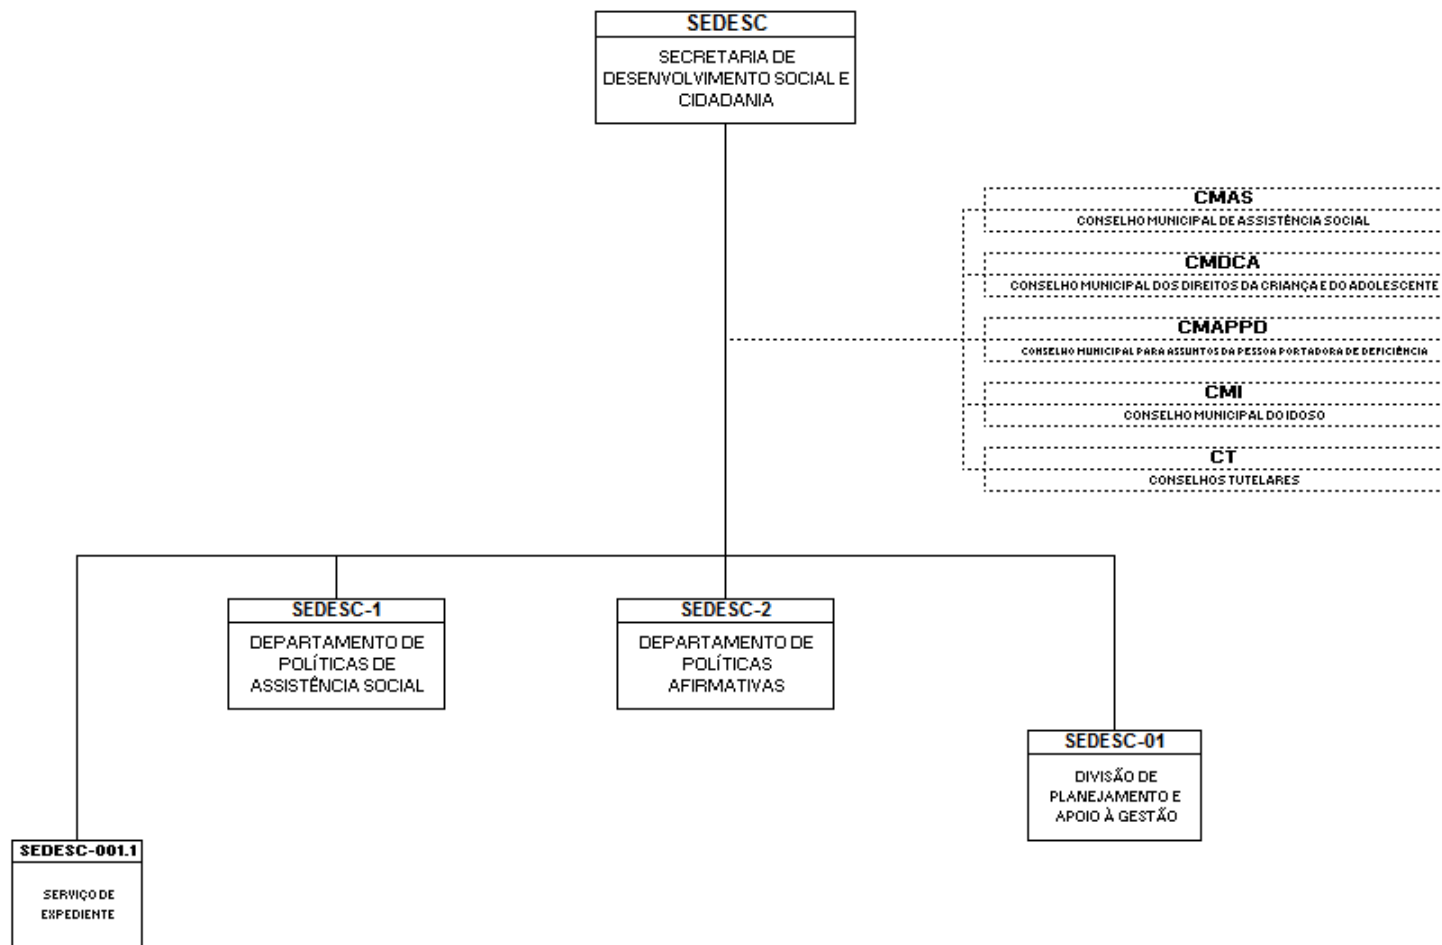 SEDESC
SECRETARIA DE
DESENVOLVIMENTO SOCIAL E
CIDADANIA
CMAS
CONSELHO MUNICIPAL DE ASSISTÊNCIA SOCIAL
CMDCA
CONSELHO MUNICIPAL DOS DIREITOS DA CRIANÇA E DO ADOLESCENTE
CMAPPD
CONSELHO MUNICIPAL PARA ASSUNTOS DA PESSOA PORTADORA DE DEFICIÊNCIA
CMI
CONSELHO MUNICIPAL DO IDOSO
CT
CONSELHOS TUTELARES
SEDESC-1
DEPARTAMENTO DE
POLÍTICAS DE
ASSISTÊNCIA SOCIAL
SEDESC-2
DEPARTAMENTO DE
POLÍTICAS
AFIRMATIVAS
SEDESC-01
DIVISÃO DE
PLANEJAMENTO E
APOIO À GESTÃO
SEDESC-001.1
SERVIÇO DE
EXPEDIENTE